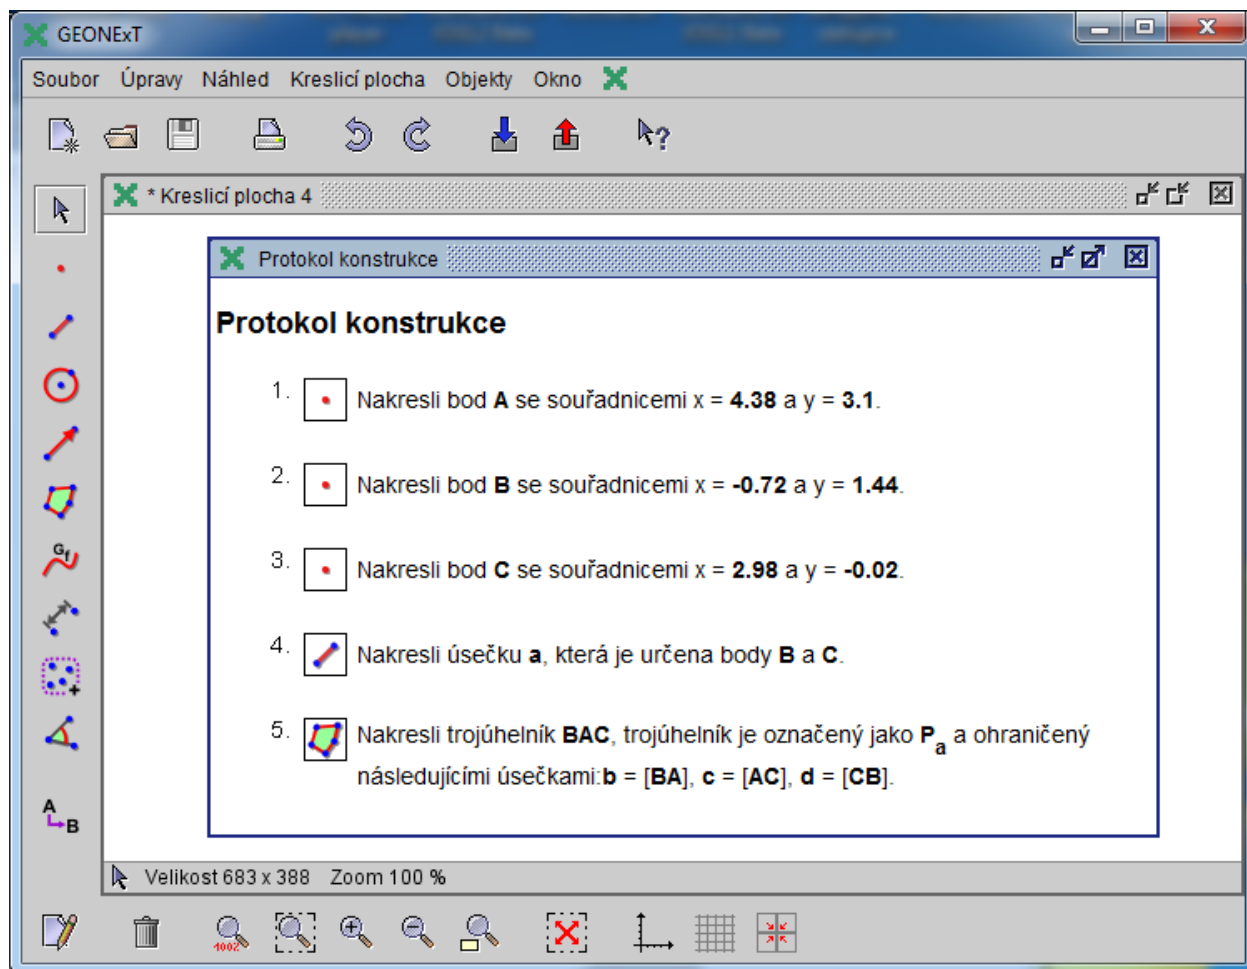 GEONExT
Soubor Úpravy Náhled Kreslicí plocha Objekty Okno
* Kreslicí plocha 4
Protokol konstrukce
Protokol konstrukce
1. Nakresli bod A se souřadnicemi x = 4.38 a y = 3.1.
2. Nakresli bod B se souřadnicemi x = -0.72 a y = 1.44.
3. Nakresli bod C se souřadnicemi x = 2.98 a y = -0.02.
4. Nakresli úsečku a, která je určena body B a C.
5. Nakresli trojúhelník BAC, trojúhelník je označený jako Pa a ohraničený
následujícími úsečkami:b = [BA], c = [AC], d = [CB].
Gf
A
B
Velikost 683 x 388 Zoom 100 %
100%